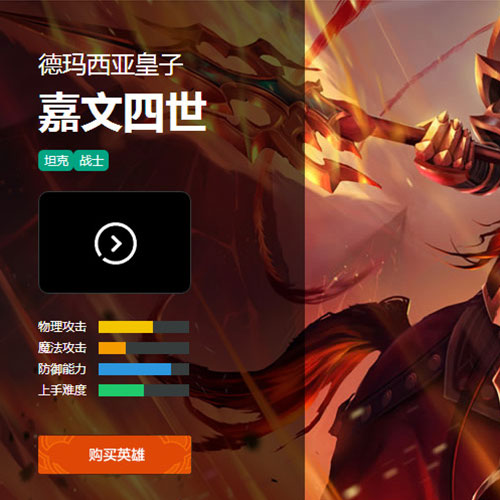 德玛西亚皇子
嘉文四世
坦克 战士
物理攻击
魔法攻击
防御能力
上手难度
购买英雄